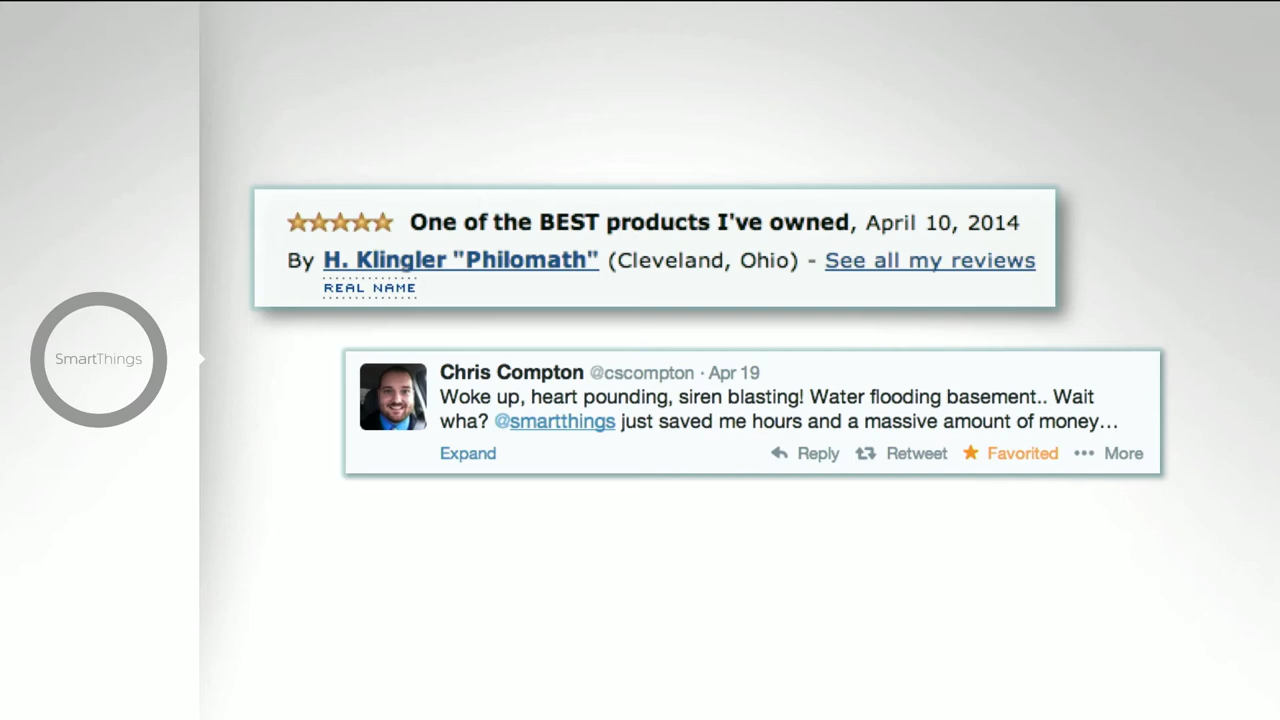 SmartThings
One of the BEST products I've owned, April 10, 2014
By H. Klingler "Philomath" (Cleveland, Ohio) - See all my reviews
REAL NAME
Chris Compton @cscompton · Apr 19
Woke up, heart pounding, siren blasting! Water flooding basement.. Wait
wha? @smartthings just saved me hours and a massive amount of money...
Expand Reply Retweet Favorited More